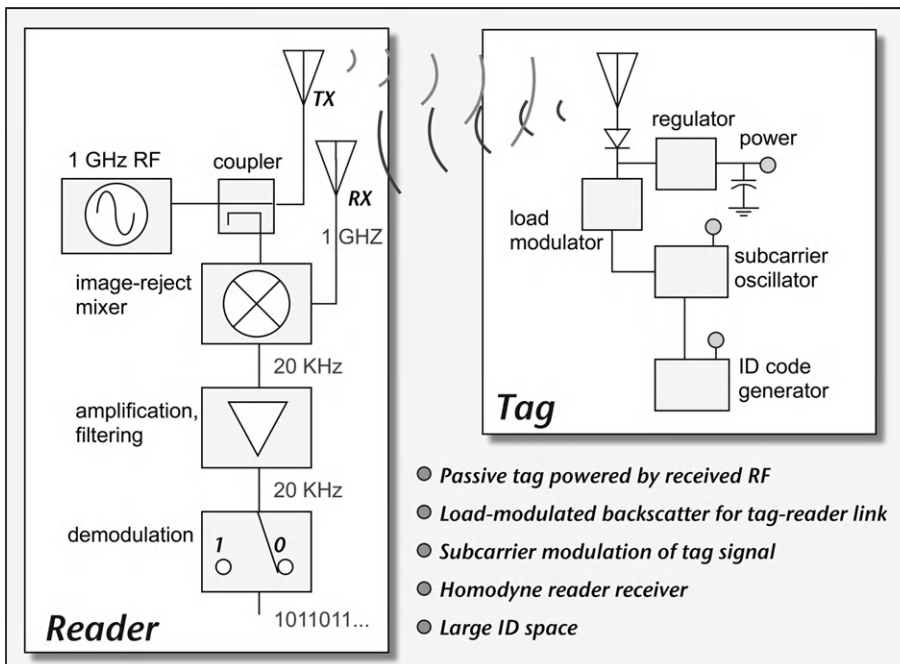 TX
1 GHz RF
coupler
RX
1 GHZ
image-reject
mixer
20 KHz
amplification,
filtering
20 KHz
demodulation
1 0
1011011...
Reader
regulator
power
load
modulator
subcarrier
oscillator
ID code
generator
Tag
Passive tag powered by received RF
Load-modulated backscatter for tag-reader link
Subcarrier modulation of tag signal
Homodyne reader receiver
Large ID space